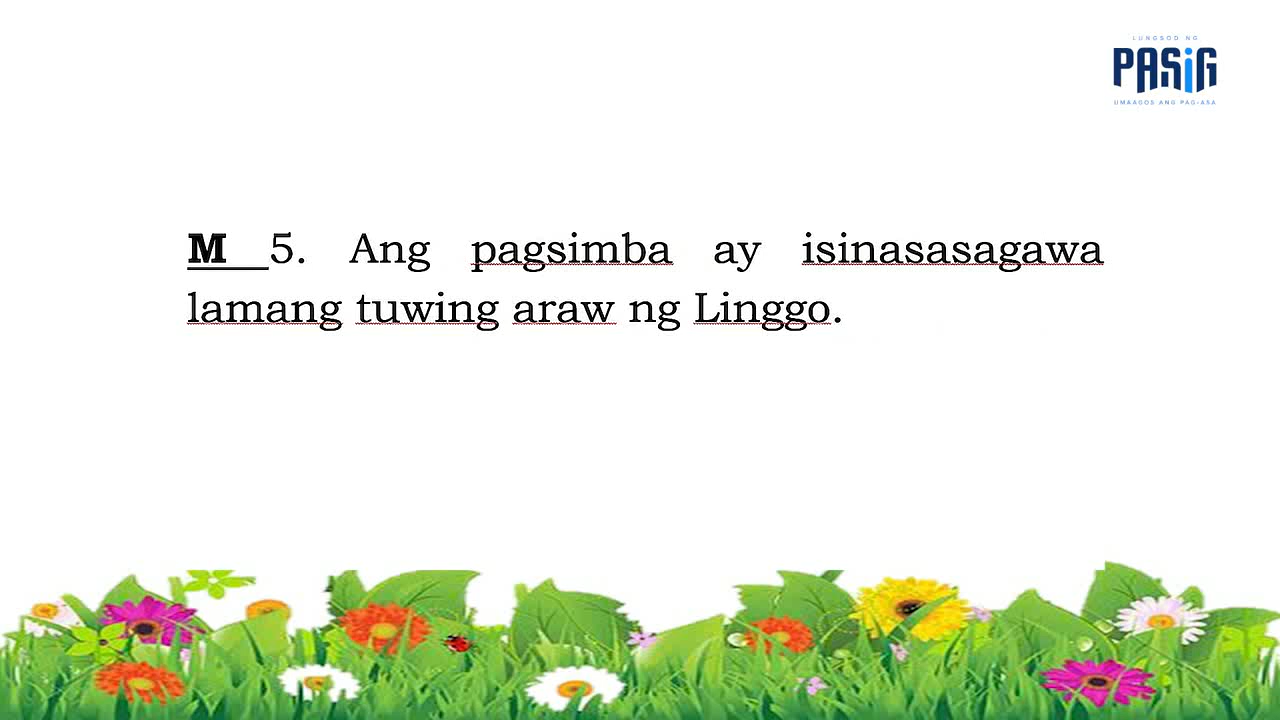 LUNGSOD NG
PASiG
UMAAGOS ANG PAG-ASA
M 5. Ang pagsimba ay isinasasagawa
lamang tuwing araw ng Linggo.